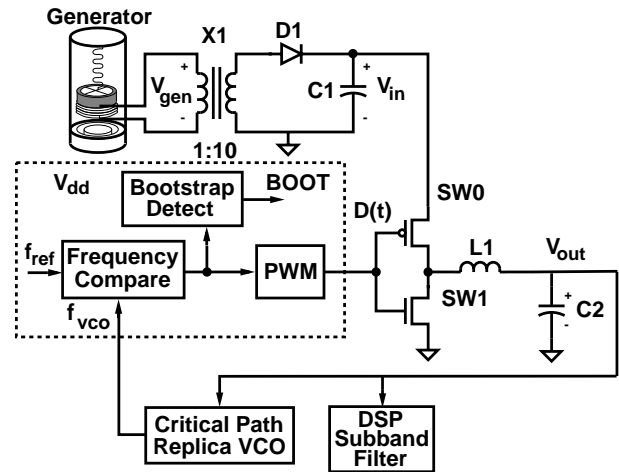 Generator
X1
D1
+
V gen
-
C1
+
V in
-
1:10
V dd
Bootstrap
Detect
BOOT
D(t)
SW0
f ref
Frequency
Compare
PWM
L1
V out
SW1
+
C2
-
f vco
Critical Path
Replica VCO
DSP
Subband
Filter